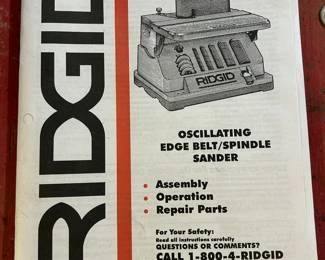 RIDGID
RIDGID
OSCILLATING
EDGE BELT/SPINDLE
SANDER
• Assembly
• Operation
• Repair Parts
For Your Safety:
Read all instructions carefully
QUESTIONS OR COMMENTS?
CALL 1-800-4-RIDGID